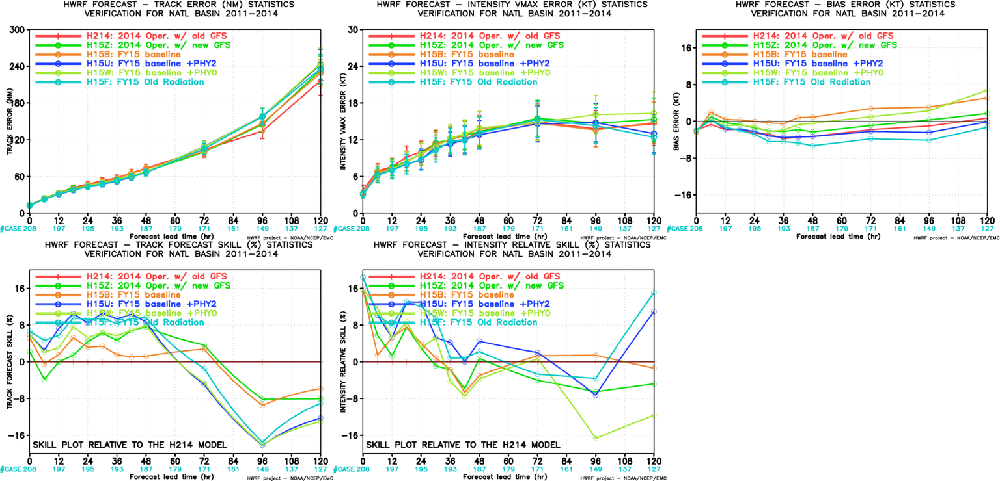 HWRF FORECAST – TRACK ERROR (NM) STATISTICS
VERIFICATION FOR NATL BASIN 2011–2014
300
240
180
120
60
0
TRACK ERROR (NM)
H214: 2014 Oper. w/ old GFS
H15Z: 2014 Oper. w/ new GFS
H15B: FY15 baseline
H15U: FY15 baseline +PHY2
H15W: FY15 baseline +PHY0
H15F: FY15 Old Radiation
0 12 24 36 48 60 72 84 96 108 120
#CASE 208 197 195 193 187 179 171 161 149 137 127
Forecast lead time (hr)
HWRF project – NOAA/NCEP/EMC
HWRF FORECAST – INTENSITY VMAX ERROR (KT) STATISTICS
VERIFICATION FOR NATL BASIN 2011–2014
30
24
18
12
6
0
INTENSITY VMAX ERROR (KT)
H214: 2014 Oper. w/ old GFS
H15Z: 2014 Oper. w/ new GFS
H15B: FY15 baseline
H15U: FY15 baseline +PHY2
H15W: FY15 baseline +PHY0
H15F: FY15 Old Radiation
0 12 24 36 48 60 72 84 96 108 120
#CASE 208 197 195 193 187 179 171 161 149 137 127
Forecast lead time (hr)
HWRF project – NOAA/NCEP/EMC
HWRF FORECAST – BIAS ERROR (KT) STATISTICS
VERIFICATION FOR NATL BASIN 2011–2014
16
8
0
–8
–16
BIAS ERROR (KT)
H214: 2014 Oper. w/ old GFS
H15Z: 2014 Oper. w/ new GFS
H15B: FY15 baseline
H15U: FY15 baseline +PHY2
H15W: FY15 baseline +PHY0
H15F: FY15 Old Radiation
0 12 24 36 48 60 72 84 96 108 120
#CASE 208 197 195 193 187 179 171 161 149 137 127
Forecast lead time (hr)
HWRF project – NOAA/NCEP/EMC
HWRF FORECAST – TRACK FORECAST SKILL (%) STATISTICS
VERIFICATION FOR NATL BASIN 2011–2014
16
8
0
–8
–16
TRACK FORECAST SKILL (%)
H214: 2014 Oper. w/ old GFS
H15Z: 2014 Oper. w/ new GFS
H15B: FY15 baseline
H15U: FY15 baseline +PHY2
H15W: FY15 baseline +PHY0
H15F: FY15 Old Radiation
SKILL PLOT RELATIVE TO THE H214 MODEL
0 12 24 36 48 60 72 84 96 108 120
#CASE 208 197 195 193 187 179 171 161 149 137 127
Forecast lead time (hr)
HWRF project – NOAA/NCEP/EMC
HWRF FORECAST – INTENSITY RELATIVE SKILL (%) STATISTICS
VERIFICATION FOR NATL BASIN 2011–2014
16
8
0
–8
–16
INTENSITY RELATIVE SKILL (%)
H214: 2014 Oper. w/ old GFS
H15Z: 2014 Oper. w/ new GFS
H15B: FY15 baseline
H15U: FY15 baseline +PHY2
H15W: FY15 baseline +PHY0
H15F: FY15 Old Radiation
SKILL PLOT RELATIVE TO THE H214 MODEL
0 12 24 36 48 60 72 84 96 108 120
#CASE 208 197 195 193 187 179 171 161 149 137 127
Forecast lead time (hr)
HWRF project – NOAA/NCEP/EMC